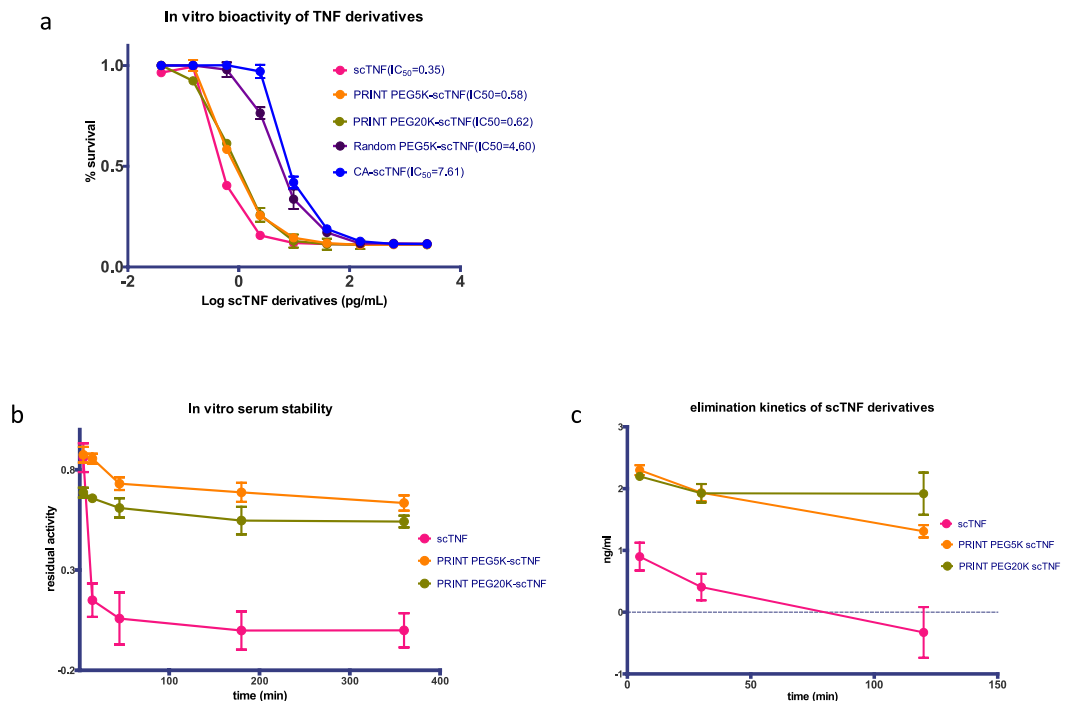 a
In vitro bioactivity of TNF derivatives
% survival
1.0
0.5
0.0
-2
0
2
4
Log scTNF derivatives (pg/mL)
scTNF(IC50=0.35)
PRINT PEG5K-scTNF(IC50=0.58)
PRINT PEG20K-scTNF(IC50=0.62)
Random PEG5K-scTNF(IC50=4.60)
CA-scTNF(IC50=7.61)
b
In vitro serum stability
residual activity
0.8
0.3
-0.2
100
200
300
400
time (min)
scTNF
PRINT PEG5K-scTNF
PRINT PEG20K-scTNF
c
elimination kinetics of scTNF derivatives
ng/ml
3
2
1
0
-1
0
50
100
150
time (min)
scTNF
PRINT PEG5K scTNF
PRINT PEG20K scTNF